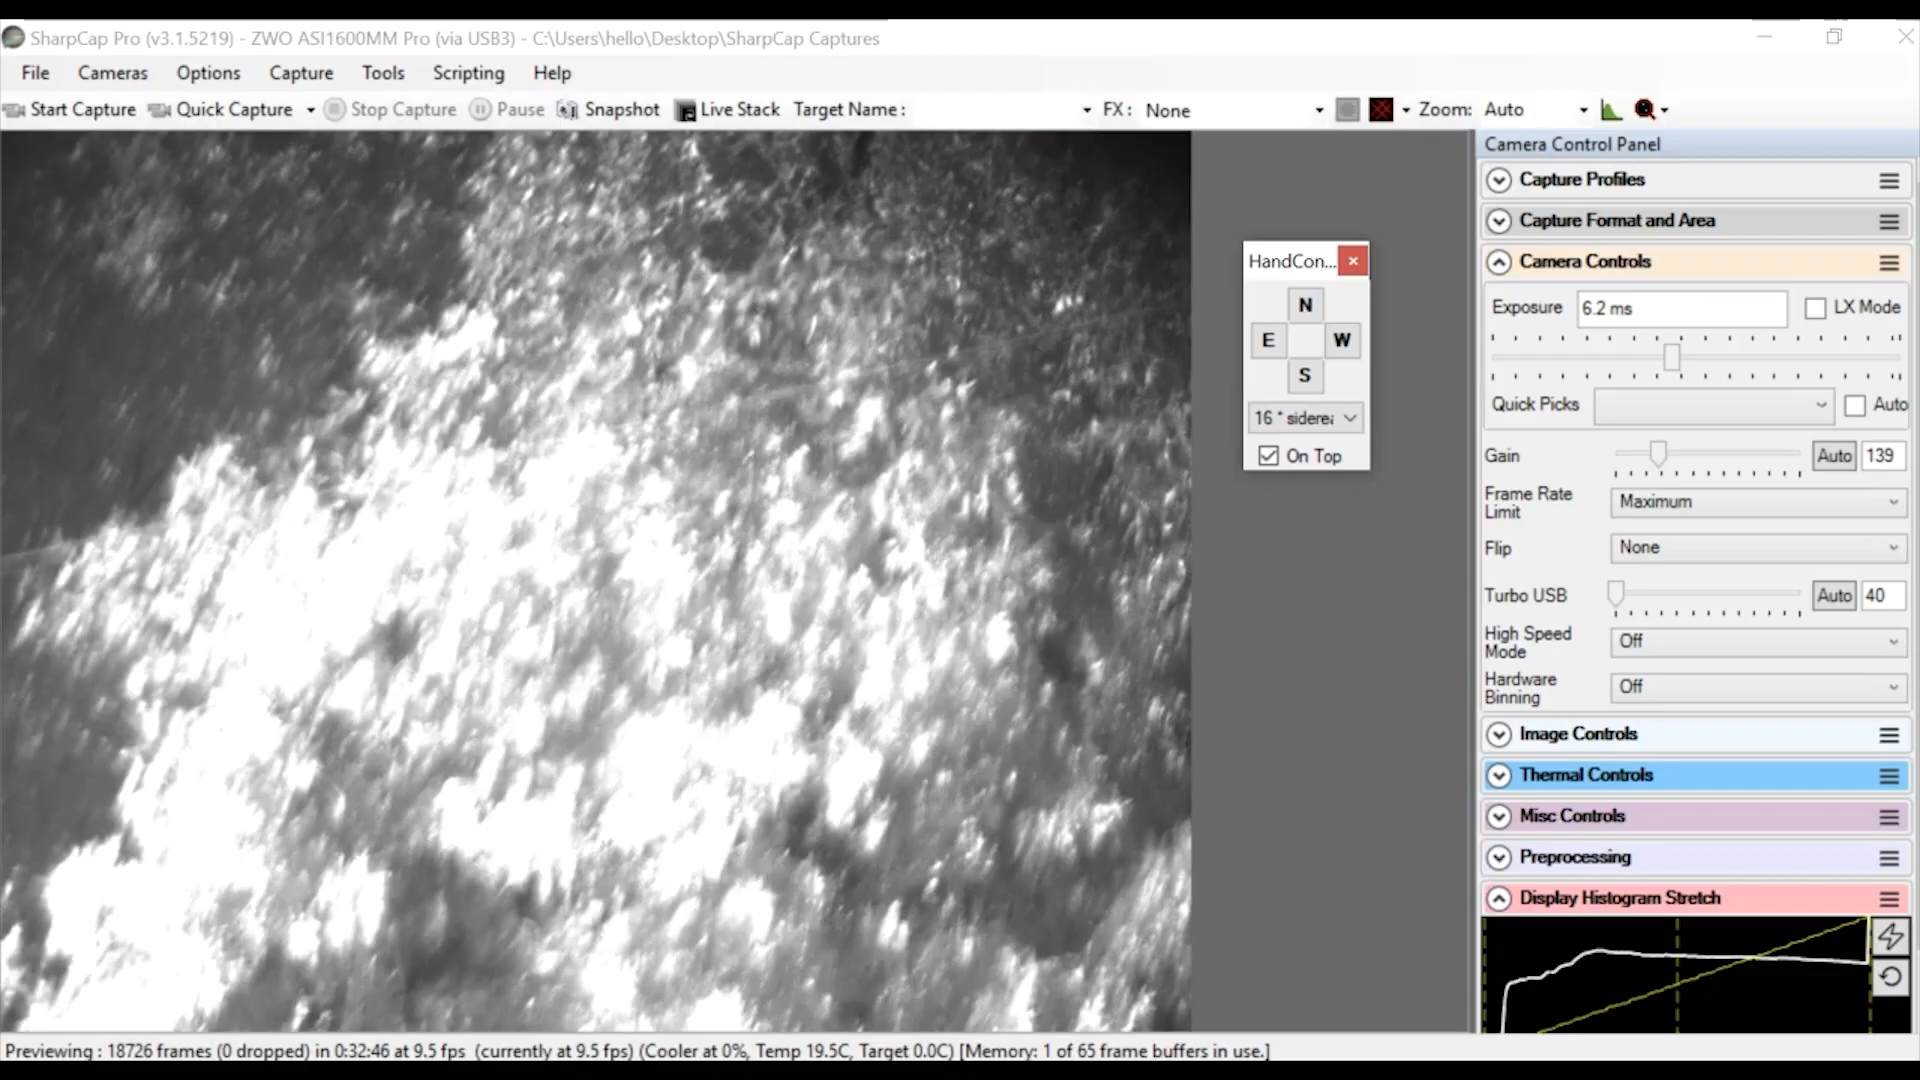 SharpCap Pro (v3.1.5219) - ZWO ASI1600MM Pro (via USB3) - C:\Users\hello\Desktop\SharpCap Captures
File Cameras Options Capture Tools Scripting Help
Start Capture Quick Capture Stop Capture Pause Snapshot Live Stack Target Name : FX : None Zoom: Auto
Camera Control Panel
Capture Profiles
Capture Format and Area
Camera Controls
Exposure 6.2 ms LX Mode
Quick Picks Auto
Gain Auto 139
Frame Rate
Limit
Maximum
Flip None
Turbo USB Auto 40
High Speed
Mode
Off
Hardware
Binning
Off
Image Controls
Thermal Controls
Misc Controls
Preprocessing
Display Histogram Stretch
HandCon...
N
E W
S
16 *
On Top
Previewing : 18726 frames (0 dropped) in 0:32:46 at 9.5 fps (currently at 9.5 fps) (Cooler at 0%, Temp 19.5C, Target 0.0C) [Memory: 1 of 65 frame buffers in use.]